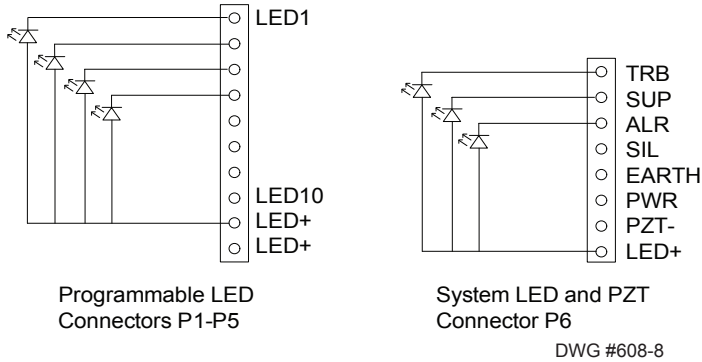 LED1
LED10
LED+
LED+
Programmable LED
Connectors P1-P5
TRB
SUP
ALR
SIL
EARTH
PWR
PZT-
LED+
System LED and PZT
Connector P6
DWG #608-8